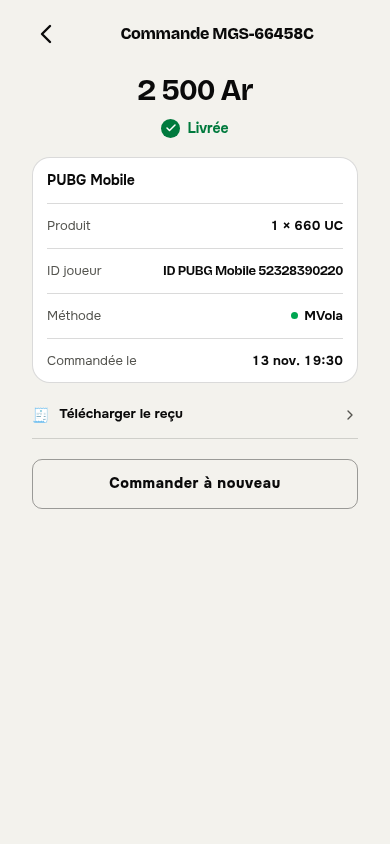 Commande MGS-66458C
2 500 Ar
Livrée
PUBG Mobile
Produit 1 × 660 UC
ID joueur ID PUBG Mobile 52328390220
Méthode MVola
Commandée le 13 nov. 19:30
Télécharger le reçu
Commander à nouveau